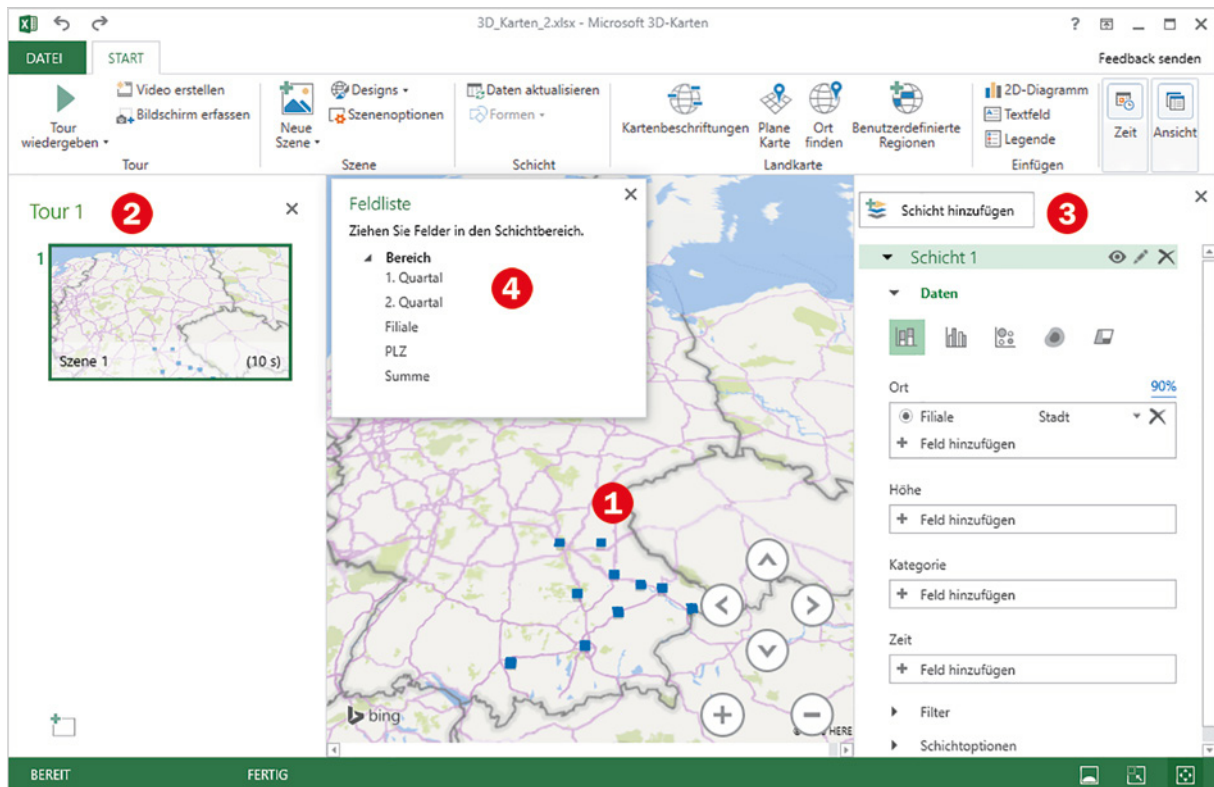 3D_Karten_2.xlsx - Microsoft 3D-Karten
?
DATEI
START
Feedback senden
Tour wiedergeben
Video erstellen
Bildschirm erfassen
Tour
Neue Szene
Designs
Szenenoptionen
Szene
Daten aktualisieren
Formen
Schicht
Kartenbeschriftungen
Plane Karte
Ort finden
Benutzerdefinierte Regionen
Landkarte
2D-Diagramm
Textfeld
Legende
Einfügen
Zeit
Ansicht
Tour 1
2
1
Szene 1 (10 s)
Feldliste
Ziehen Sie Felder in den Schichtbereich.
Bereich
1. Quartal
2. Quartal
Filiale
PLZ
Summe
4
1
bing
HERE
Schicht hinzufügen
3
Schicht 1
Daten
Ort 90%
Filiale Stadt
Feld hinzufügen
Höhe
Feld hinzufügen
Kategorie
Feld hinzufügen
Zeit
Feld hinzufügen
Filter
Schichtoptionen
BEREIT FERTIG